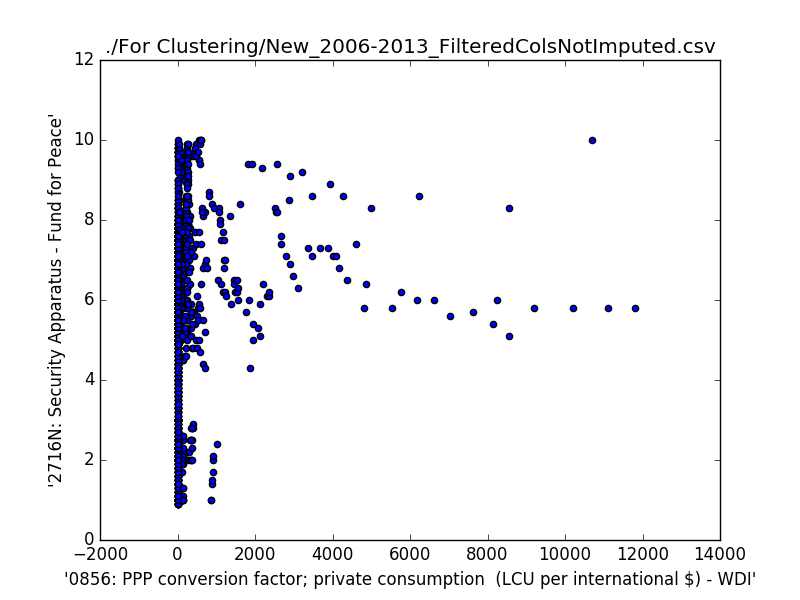 ./For Clustering/New_2006-2013_FilteredColsNotImputed.csv
12
10
8
6
4
2
0
'2716N: Security Apparatus - Fund for Peace'
−2000 0 2000 4000 6000 8000 10000 12000 14000
'0856: PPP conversion factor; private consumption  (LCU per international $) - WDI'